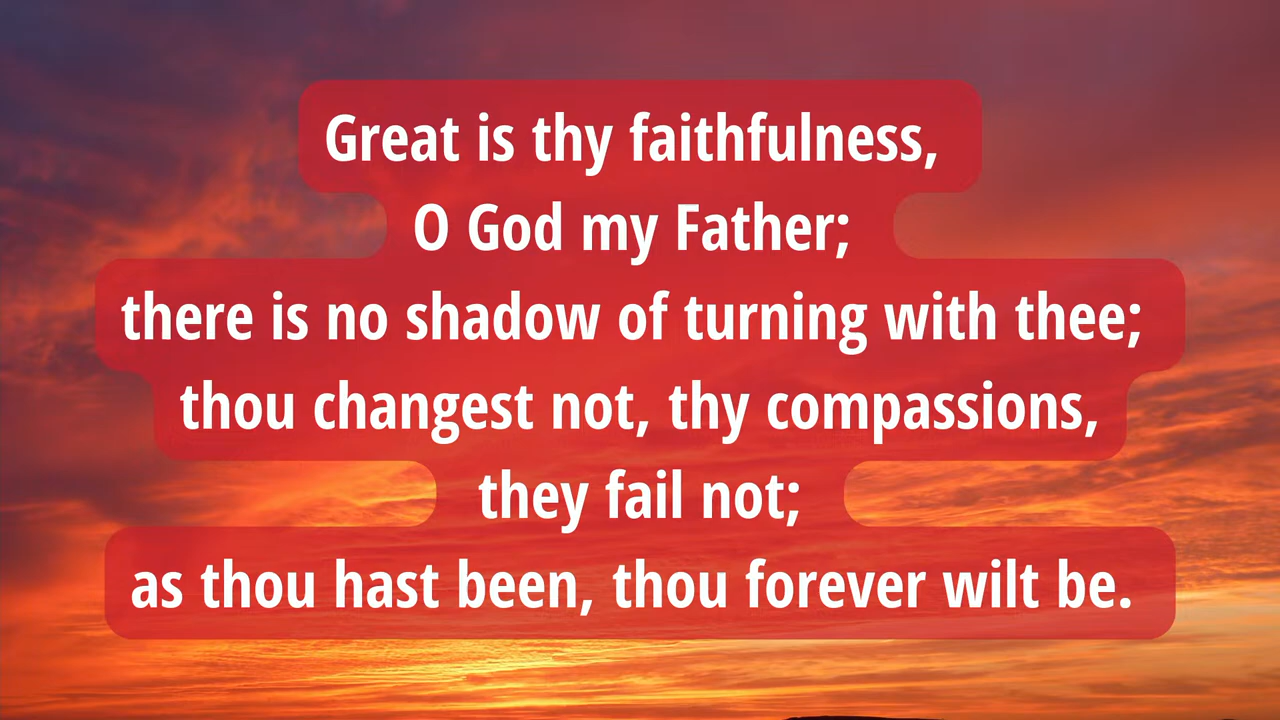 Great is thy faithfulness,
O God my Father;
there is no shadow of turning with thee;
thou changest not, thy compassions,
they fail not;
as thou hast been, thou forever wilt be.